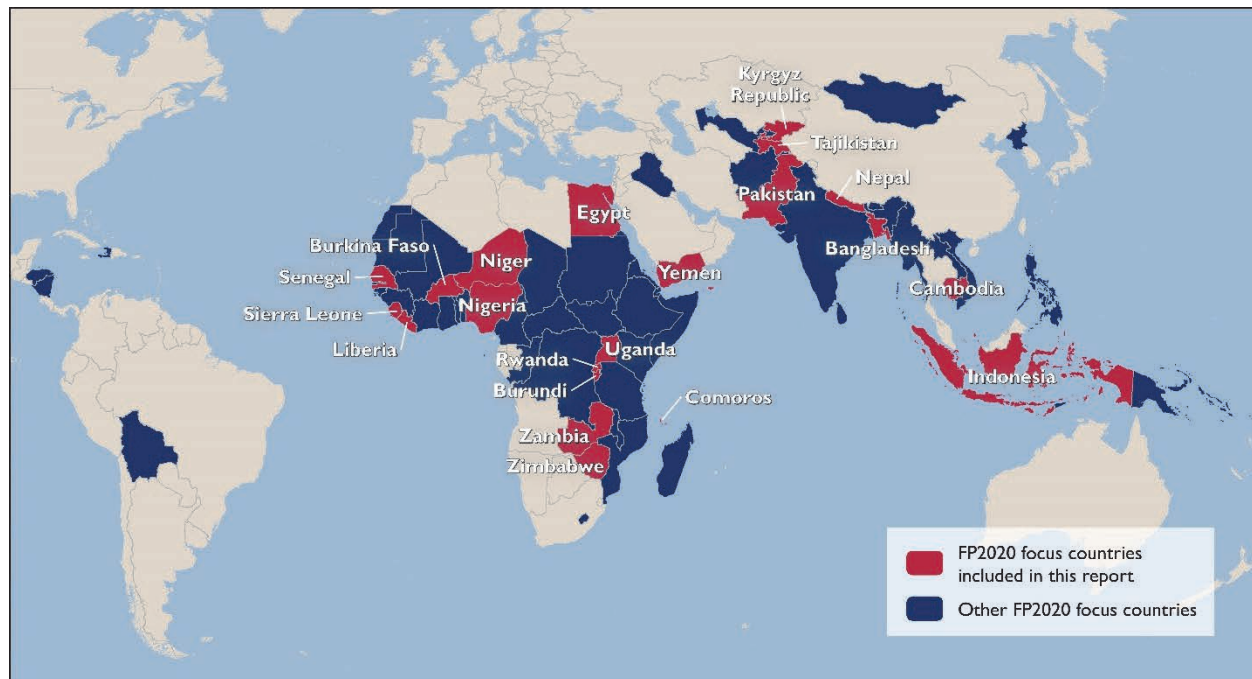 Kyrgyz
Republic
Tajikistan
Nepal
Pakistan
Egypt
Bangladesh
Burkina Faso
Niger
Yemen
Senegal
Cambodia
Nigeria
Sierra Leone
Liberia
Uganda
Rwanda
Indonesia
Burundi
Comoros
Zambia
Zimbabwe
FP2020 focus countries
included in this report
Other FP2020 focus countries